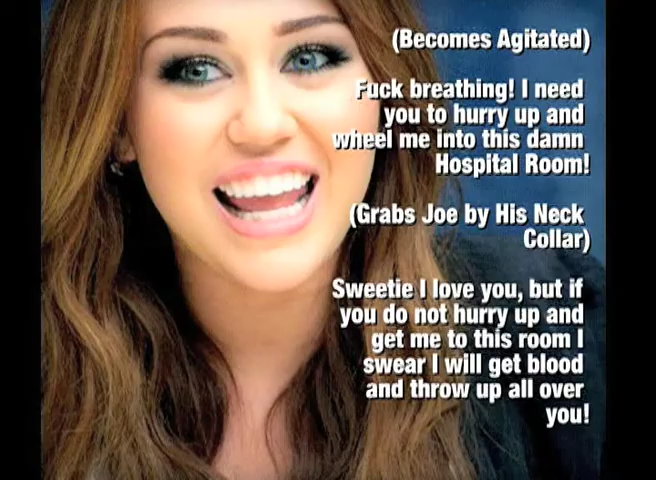 (Becomes Agitated)
Fuck breathing! I need
you to hurry up and
wheel me into this damn
Hospital Room!
(Grabs Joe by His Neck
Collar)
Sweetie I love you, but if
you do not hurry up and
get me to this room I
swear I will get blood
and throw up all over
you!